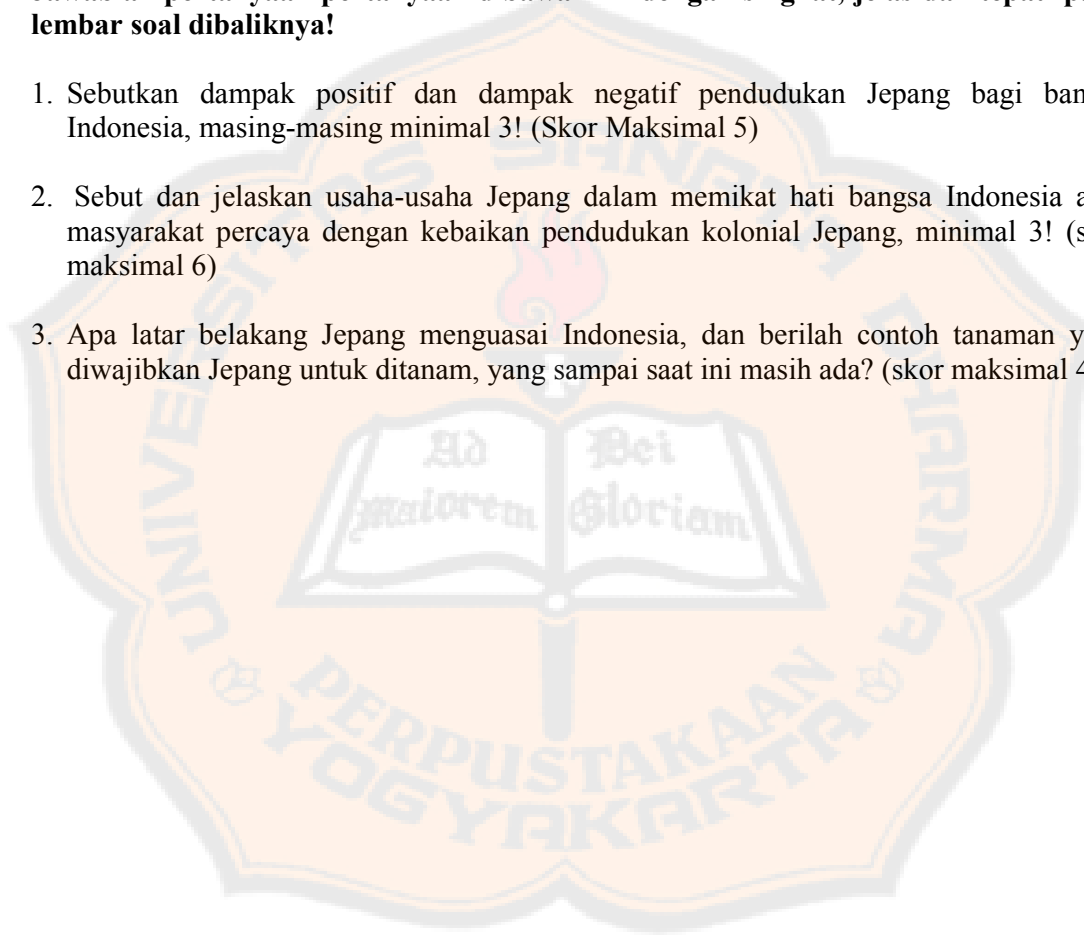 lembar soal dibaliknya!
1. Sebutkan dampak positif dan dampak negatif pendudukan Jepang bagi ban
Indonesia, masing-masing minimal 3! (Skor Maksimal 5)
2. Sebut dan jelaskan usaha-usaha Jepang dalam memikat hati bangsa Indonesia a
masyarakat percaya dengan kebaikan pendudukan kolonial Jepang, minimal 3! (s
maksimal 6)
3. Apa latar belakang Jepang menguasai Indonesia, dan berilah contoh tanaman y
diwajibkan Jepang untuk ditanam, yang sampai saat ini masih ada? (skor maksimal 4
UNIVERSITAS SANATA DHARMA
Ad Dei
Maiorem Gloriam
PERPUSTAKAAN
YOGYAKARTA